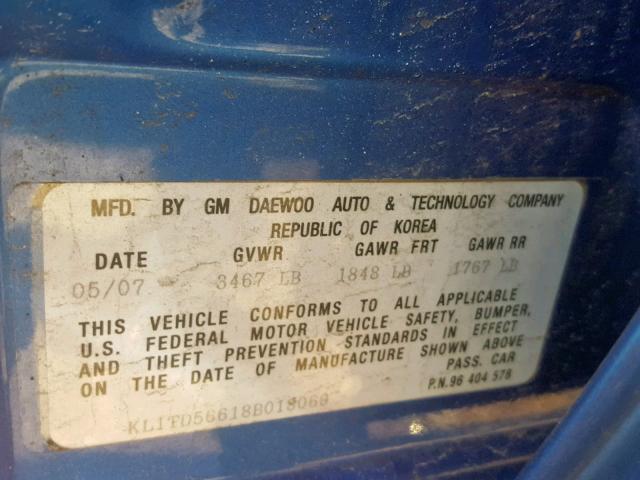 MFD. BY GM DAEWOO AUTO & TECHNOLOGY COMPANY
REPUBLIC OF KOREA
DATE GVWR GAWR FRT GAWR RR
05/07 3467 LB 1848 LB 1767 LB
THIS VEHICLE CONFORMS TO ALL APPLICABLE
U.S. FEDERAL MOTOR VEHICLE SAFETY, BUMPER,
AND THEFT PREVENTION STANDARDS IN EFFECT
ON THE DATE OF MANUFACTURE SHOWN ABOVE
PASS. CAR
P.N. 96 404 578
KL1TD56618B018069